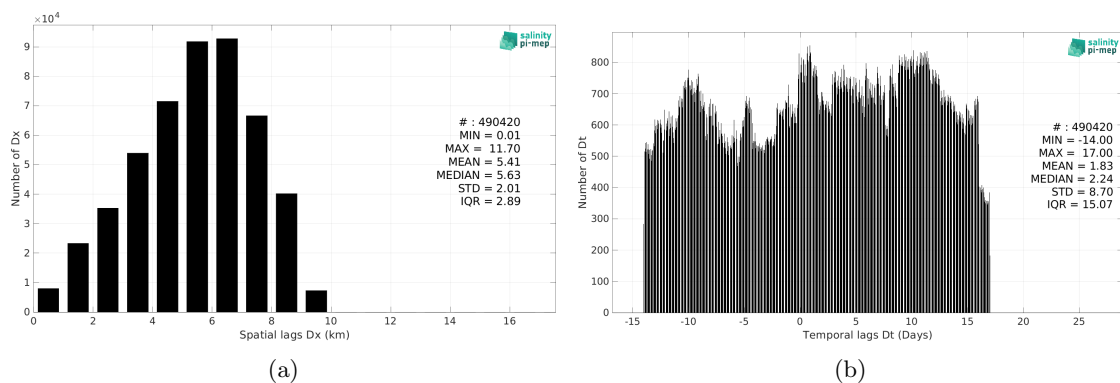 ×10⁴
9
8
7
6
5
4
3
2
1
0
Number of Dx
0 2 4 6 8 10 12 14 16
Spatial lags Dx (km)
salinity
pi-mep
# : 490420
MIN = 0.01
MAX = 11.70
MEAN = 5.41
MEDIAN = 5.63
STD = 2.01
IQR = 2.89
(a)
800
700
600
500
400
300
200
100
0
Number of Dt
-15 -10 -5 0 5 10 15 20 25
Temporal lags Dt (Days)
salinity
pi-mep
# : 490420
MIN = -14.00
MAX = 17.00
MEAN = 1.83
MEDIAN = 2.24
STD = 8.70
IQR = 15.07
(b)